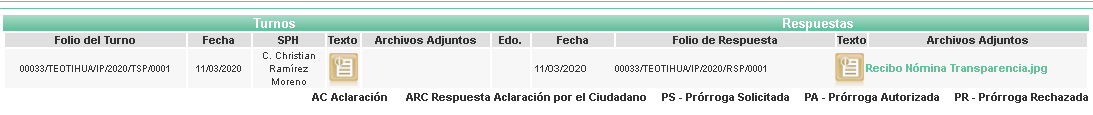 Turnos Respuestas
Folio del Turno Fecha SPH Texto Archivos Adjuntos Edo. Fecha Folio de Respuesta Texto Archivos Adjuntos
00033/TEOTIHUA/IP/2020/TSP/0001 11/03/2020 C. Christian Ramírez Moreno 11/03/2020 00033/TEOTIHUA/IP/2020/RSP/0001 Recibo Nómina Transparencia.jpg
AC Aclaración ARC Respuesta Aclaración por el Ciudadano PS - Prórroga Solicitada PA - Prórroga Autorizada PR - Prórroga Rechazada